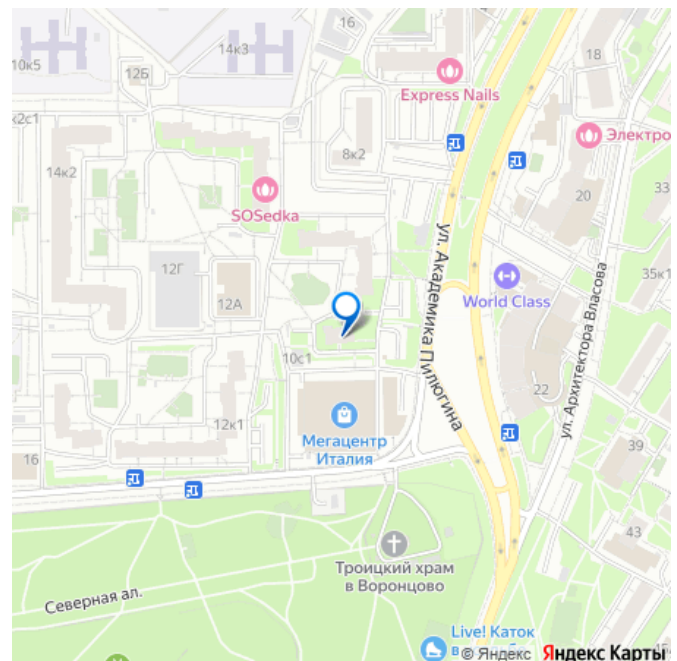 16
14к3
18
10к5
12Б
Express Nails
к2с1
Электро
8к2
14к2
33
20
SOSedka
ул. Академика Пилюгина
12Г
35к1
World Class
12А
ул. Архитектора Власова
10с1
22
12к1
Мегацентр
Италия
39
16
43
Троицкий храм
в Воронцово
Северная ал.
Live! Каток
© Яндекс Яндекс Карты